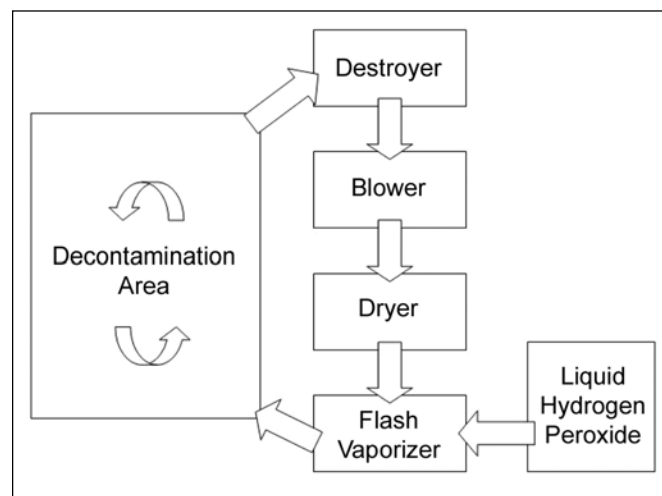 Destroyer
Blower
Decontamination
Area
Dryer
Flash
Vaporizer
Liquid
Hydrogen
Peroxide